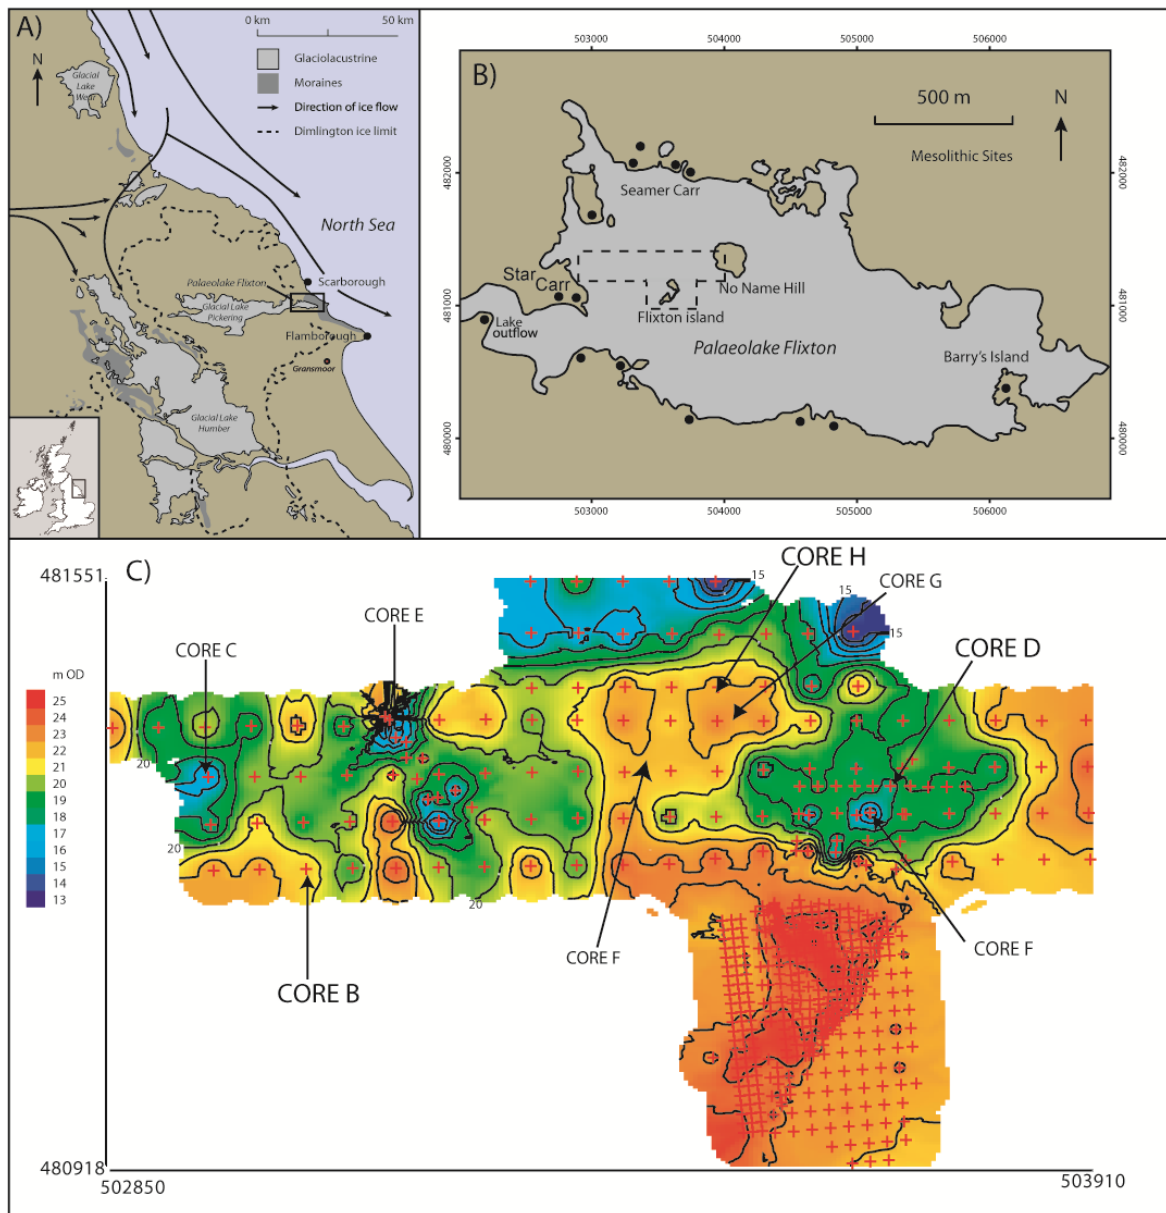 A)
0 km 50 km
N
Glaciolacustrine
Moraines
Direction of ice flow
Dimlington ice limit
Glacial
Lake
Wear
North Sea
Scarborough
Palaeolake Flixton
Glacial Lake
Pickering
Flamborough
Gransmoor
Glacial Lake
Humber
B)
503000 504000 505000 506000
500 m
N
Mesolithic Sites
482000 482000
Seamer Carr
Star
Carr
No Name Hill
Flixton island
481000 481000
Lake
outflow
Palaeolake Flixton
Barry's Island
480000 480000
503000 504000 505000 506000
C)
481551
CORE H
CORE G
CORE E
CORE C
CORE D
15
15
15
m OD
25
24
23
22
21
20
19
18
17
16
15
14
13
20
20
20
CORE F
CORE F
CORE B
480918
502850 503910